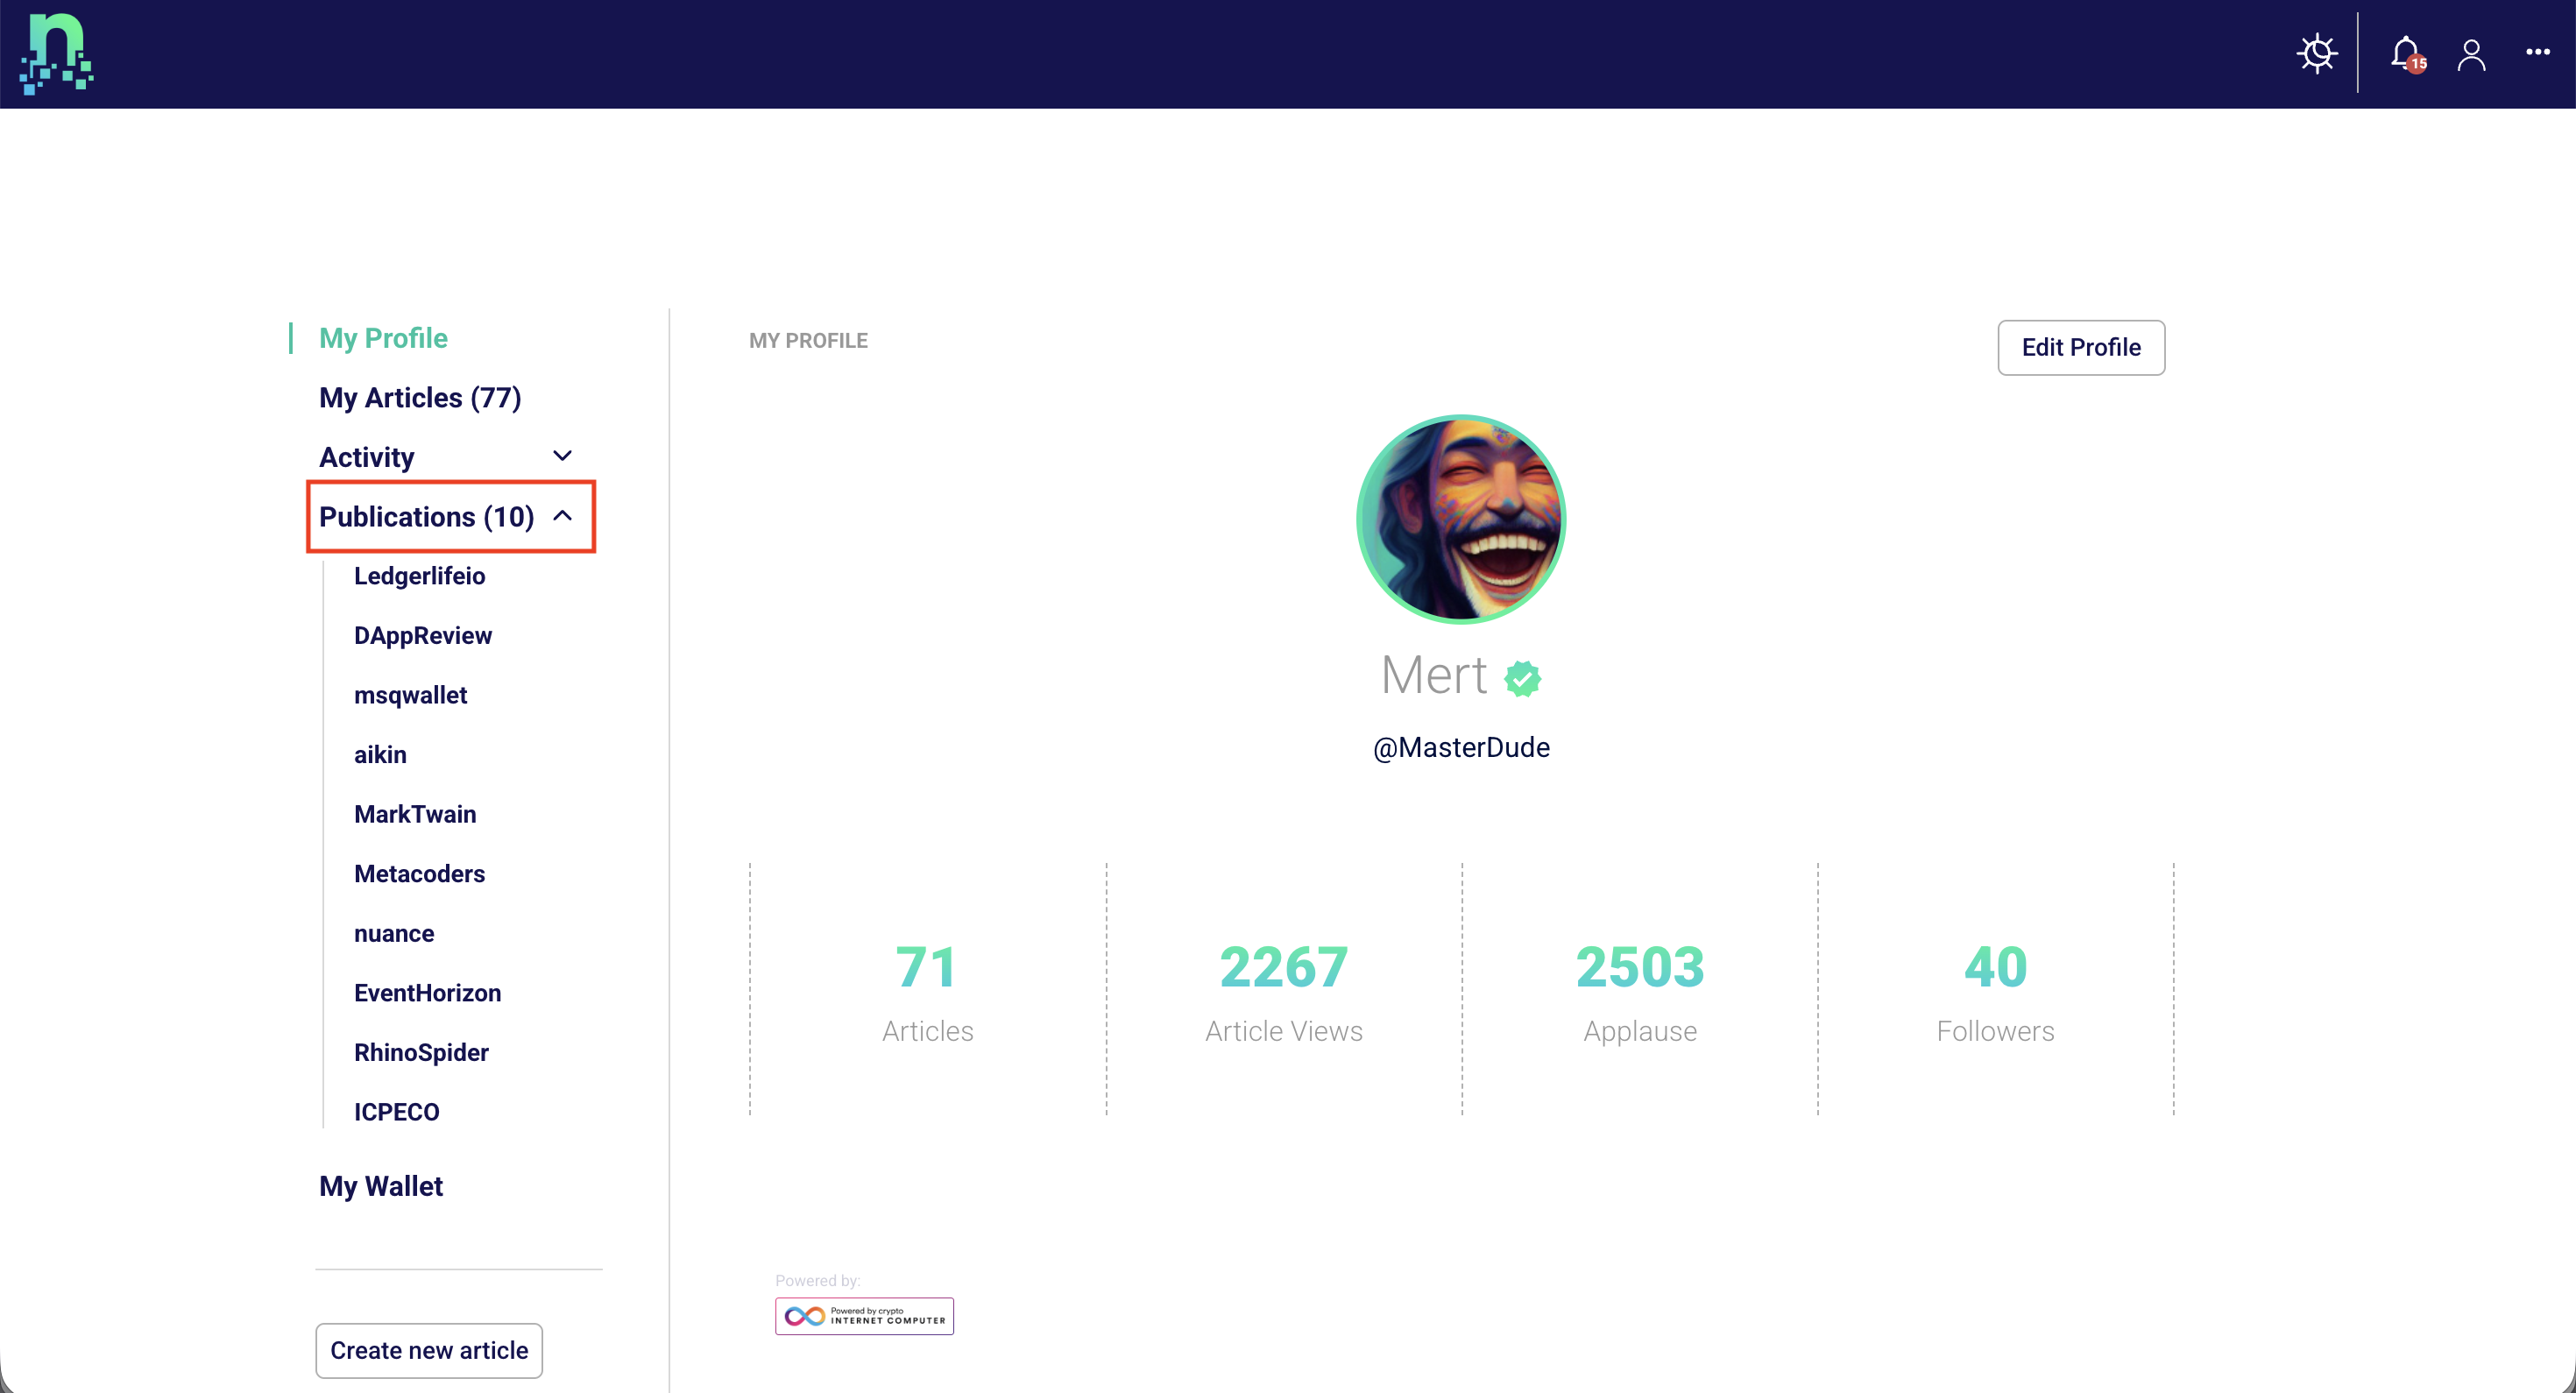 n
15
My Profile
My Articles (77)
Activity
Publications (10)
Ledgerlifeio
DAppReview
msqwallet
aikin
MarkTwain
Metacoders
nuance
EventHorizon
RhinoSpider
ICPECO
My Wallet
Create new article
MY PROFILE
Edit Profile
Mert
@MasterDude
71
Articles
2267
Article Views
2503
Applause
40
Followers
Powered by:
Powered by crypto
INTERNET COMPUTER